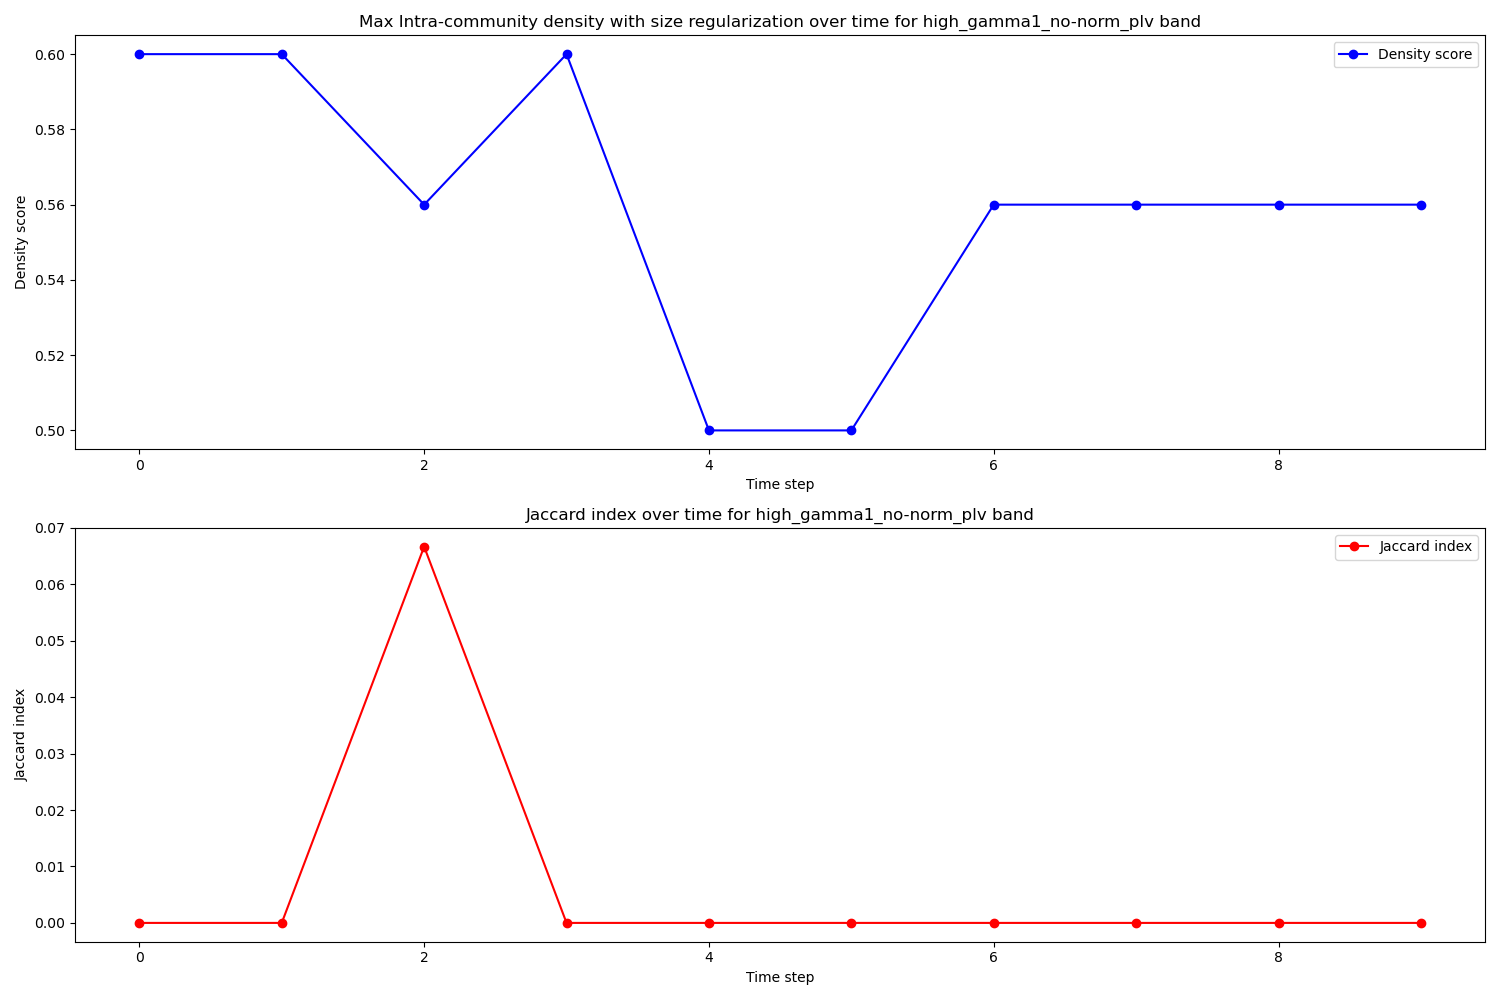 Max Intra-community density with size regularization over time for high_gamma1_no-norm_plv band
Density score
0.60
0.58
0.56
0.54
0.52
0.50
Density score
0 2 4 6 8
Time step
Jaccard index over time for high_gamma1_no-norm_plv band
Jaccard index
0.07
0.06
0.05
0.04
0.03
0.02
0.01
0.00
Jaccard index
0 2 4 6 8
Time step